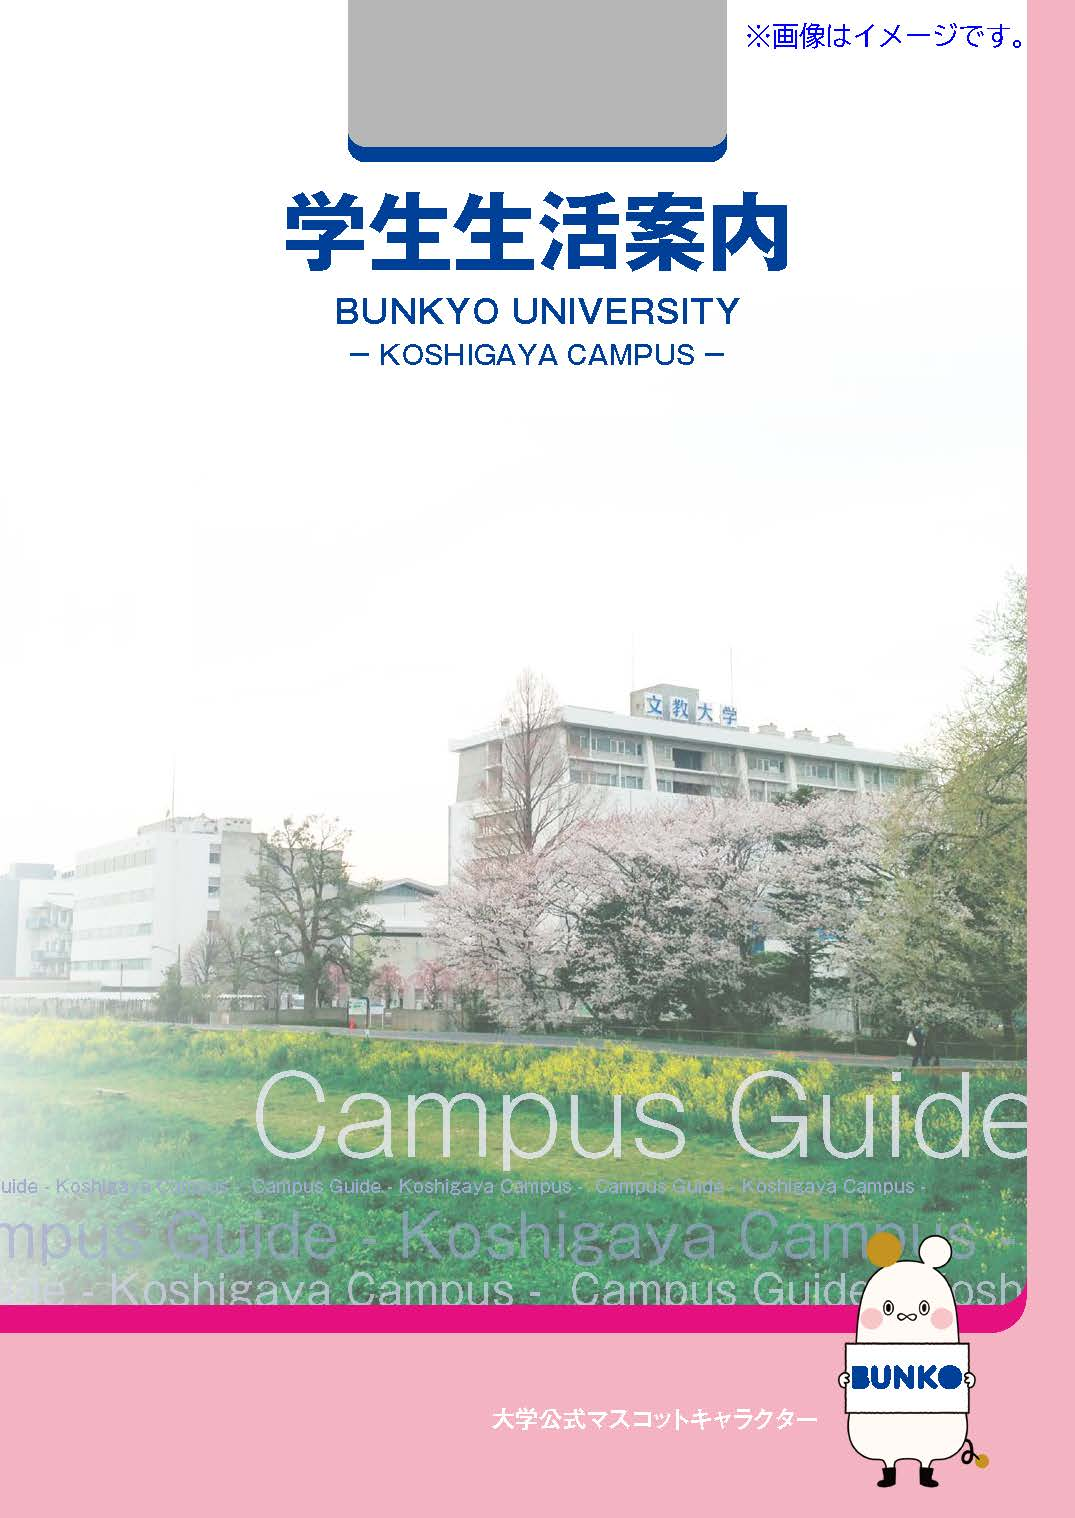 ※画像はイメージです。
学生生活案内
BUNKYO UNIVERSITY
− KOSHIGAYA CAMPUS −
文教大学
Campus Guide
uide - Koshigaya Campus - Campus Guide - Koshigaya Campus - Campus Guide - Koshigaya Campus -
mpus Guide - Koshigaya Campus -
de - Koshigaya Campus - Campus Guide - Kosh
BUNKO
大学公式マスコットキャラクター